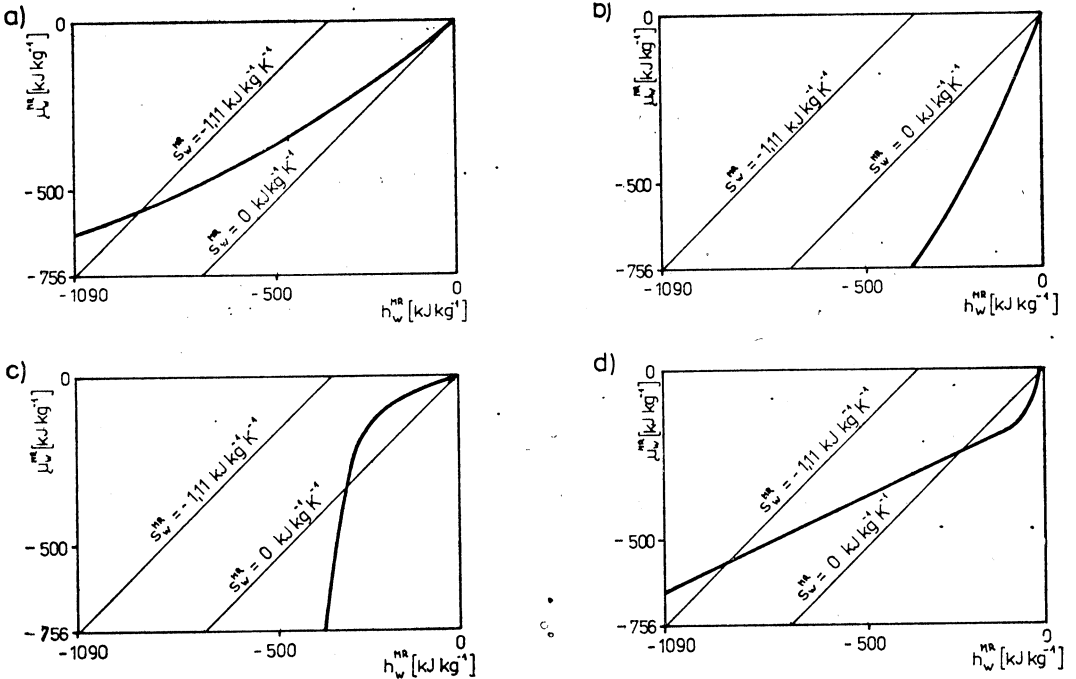 a)
0
μ_w^MR [kJ kg⁻¹]
s_w^MR = -1,11 kJ kg⁻¹ K⁻¹
s_w^MR = 0 kJ kg⁻¹ K⁻¹
-500
-756
-1090
-500
0
h_w^MR [kJ kg⁻¹]
b)
0
μ_w^MR [kJ kg⁻¹]
s_w^MR = -1,11 kJ kg⁻¹ K⁻¹
s_w^MR = 0 kJ kg⁻¹ K⁻¹
-500
-756
-1090
-500
0
h_w^MR [kJ kg⁻¹]
c)
0
μ_w^MR [kJ kg⁻¹]
s_w^MR = -1,11 kJ kg⁻¹ K⁻¹
s_w^MR = 0 kJ kg⁻¹ K⁻¹
-500
-756
-1090
-500
0
h_w^MR [kJ kg⁻¹]
d)
0
μ_w^MR [kJ kg⁻¹]
s_w^MR = -1,11 kJ kg⁻¹ K⁻¹
s_w^MR = 0 kJ kg⁻¹ K⁻¹
-500
-756
-1090
-500
0
h_w^MR [kJ kg⁻¹]